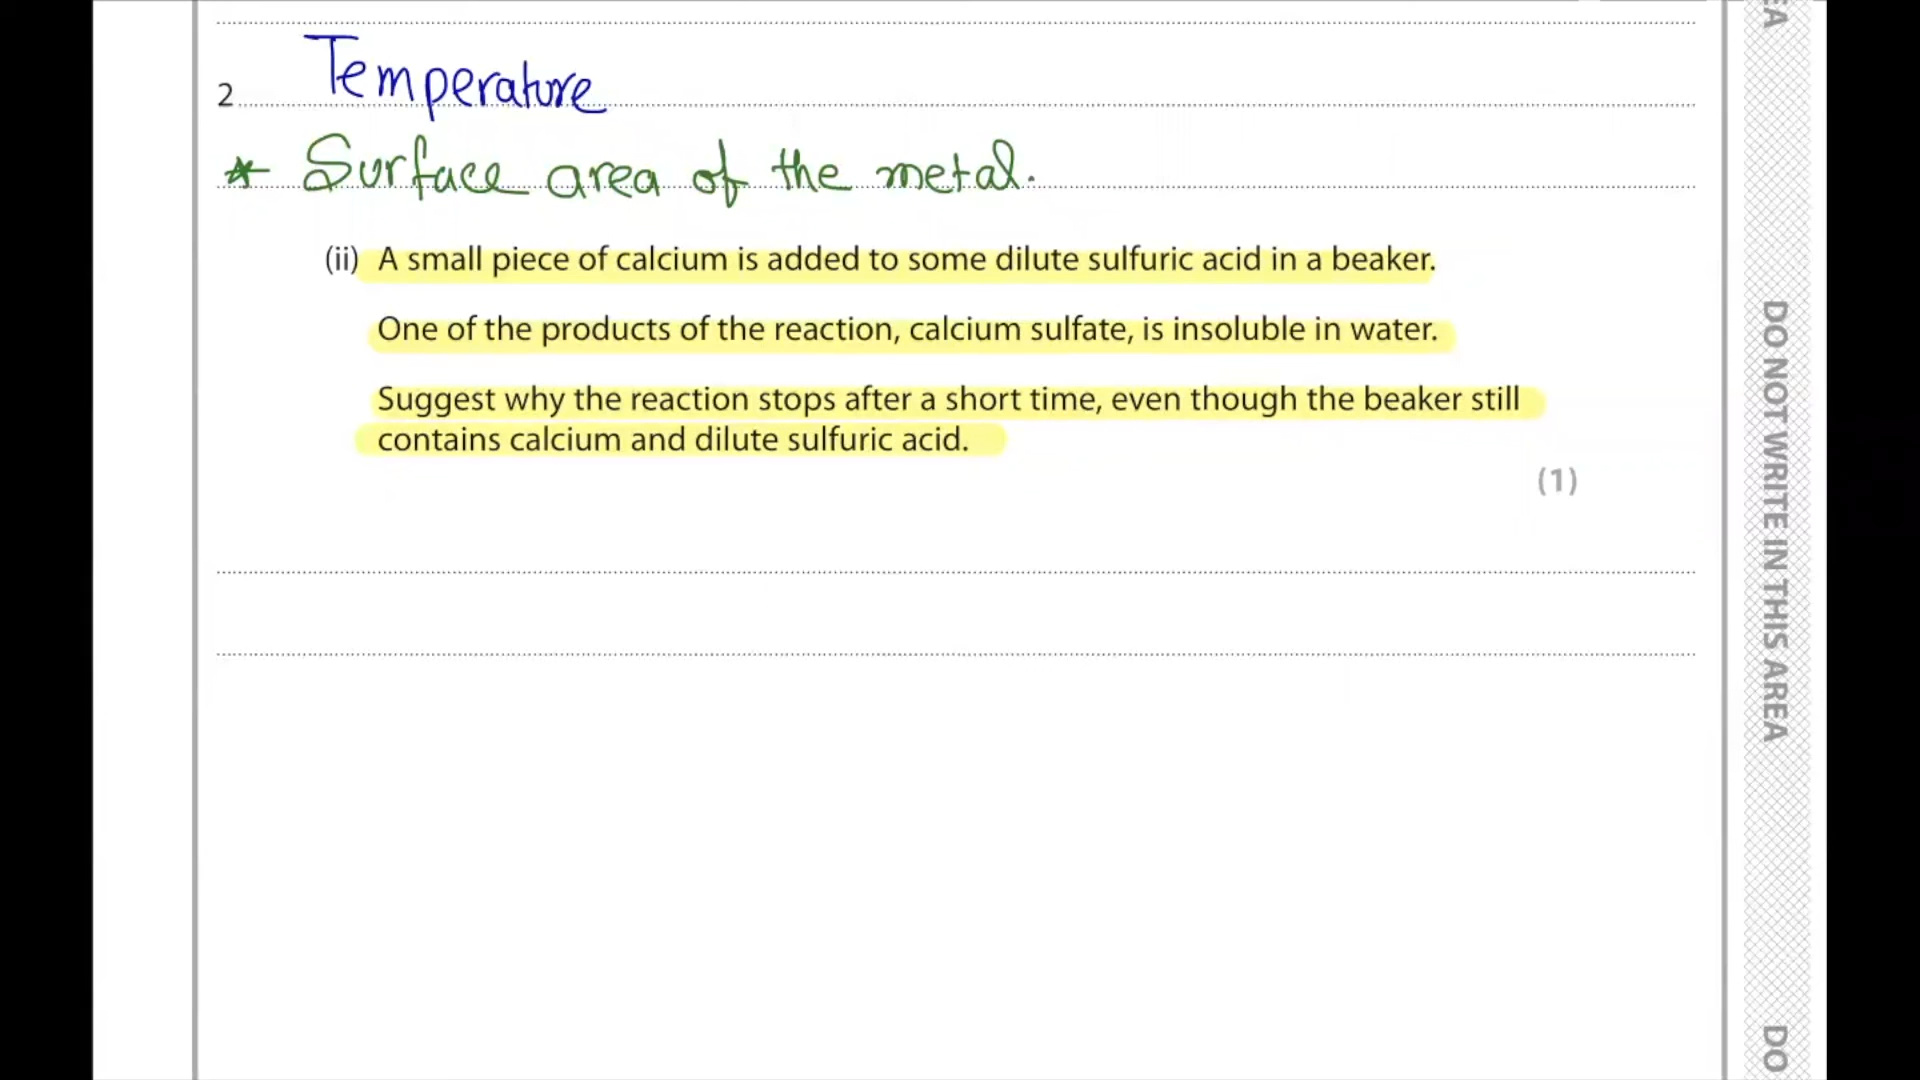 EA
Temperature
2
* Surface area of the metal.
(ii) A small piece of calcium is added to some dilute sulfuric acid in a beaker.
One of the products of the reaction, calcium sulfate, is insoluble in water.
Suggest why the reaction stops after a short time, even though the beaker still
contains calcium and dilute sulfuric acid.
(1)
DO NOT WRITE IN THIS AREA
DO